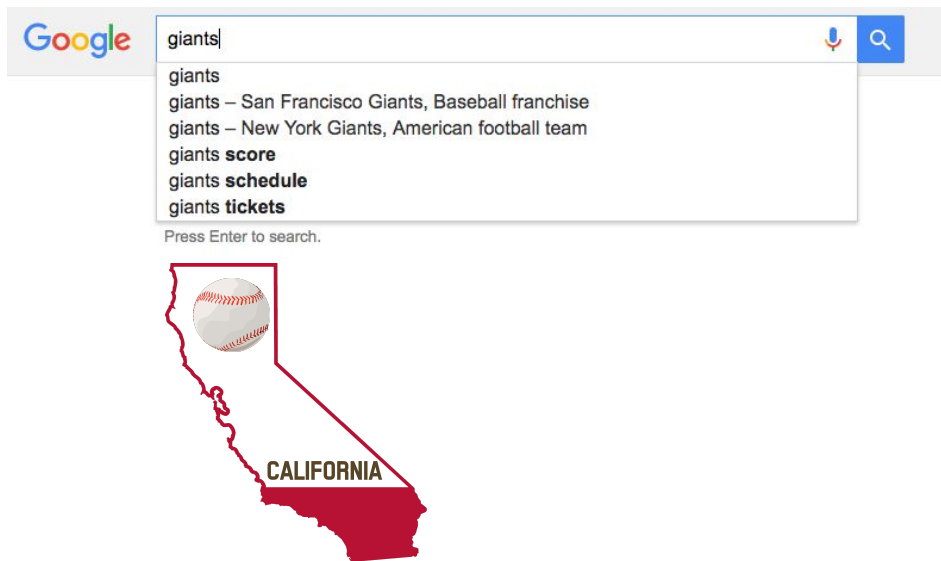 Google giants
giants
giants – San Francisco Giants, Baseball franchise
giants – New York Giants, American football team
giants score
giants schedule
giants tickets
Press Enter to search.
CALIFORNIA